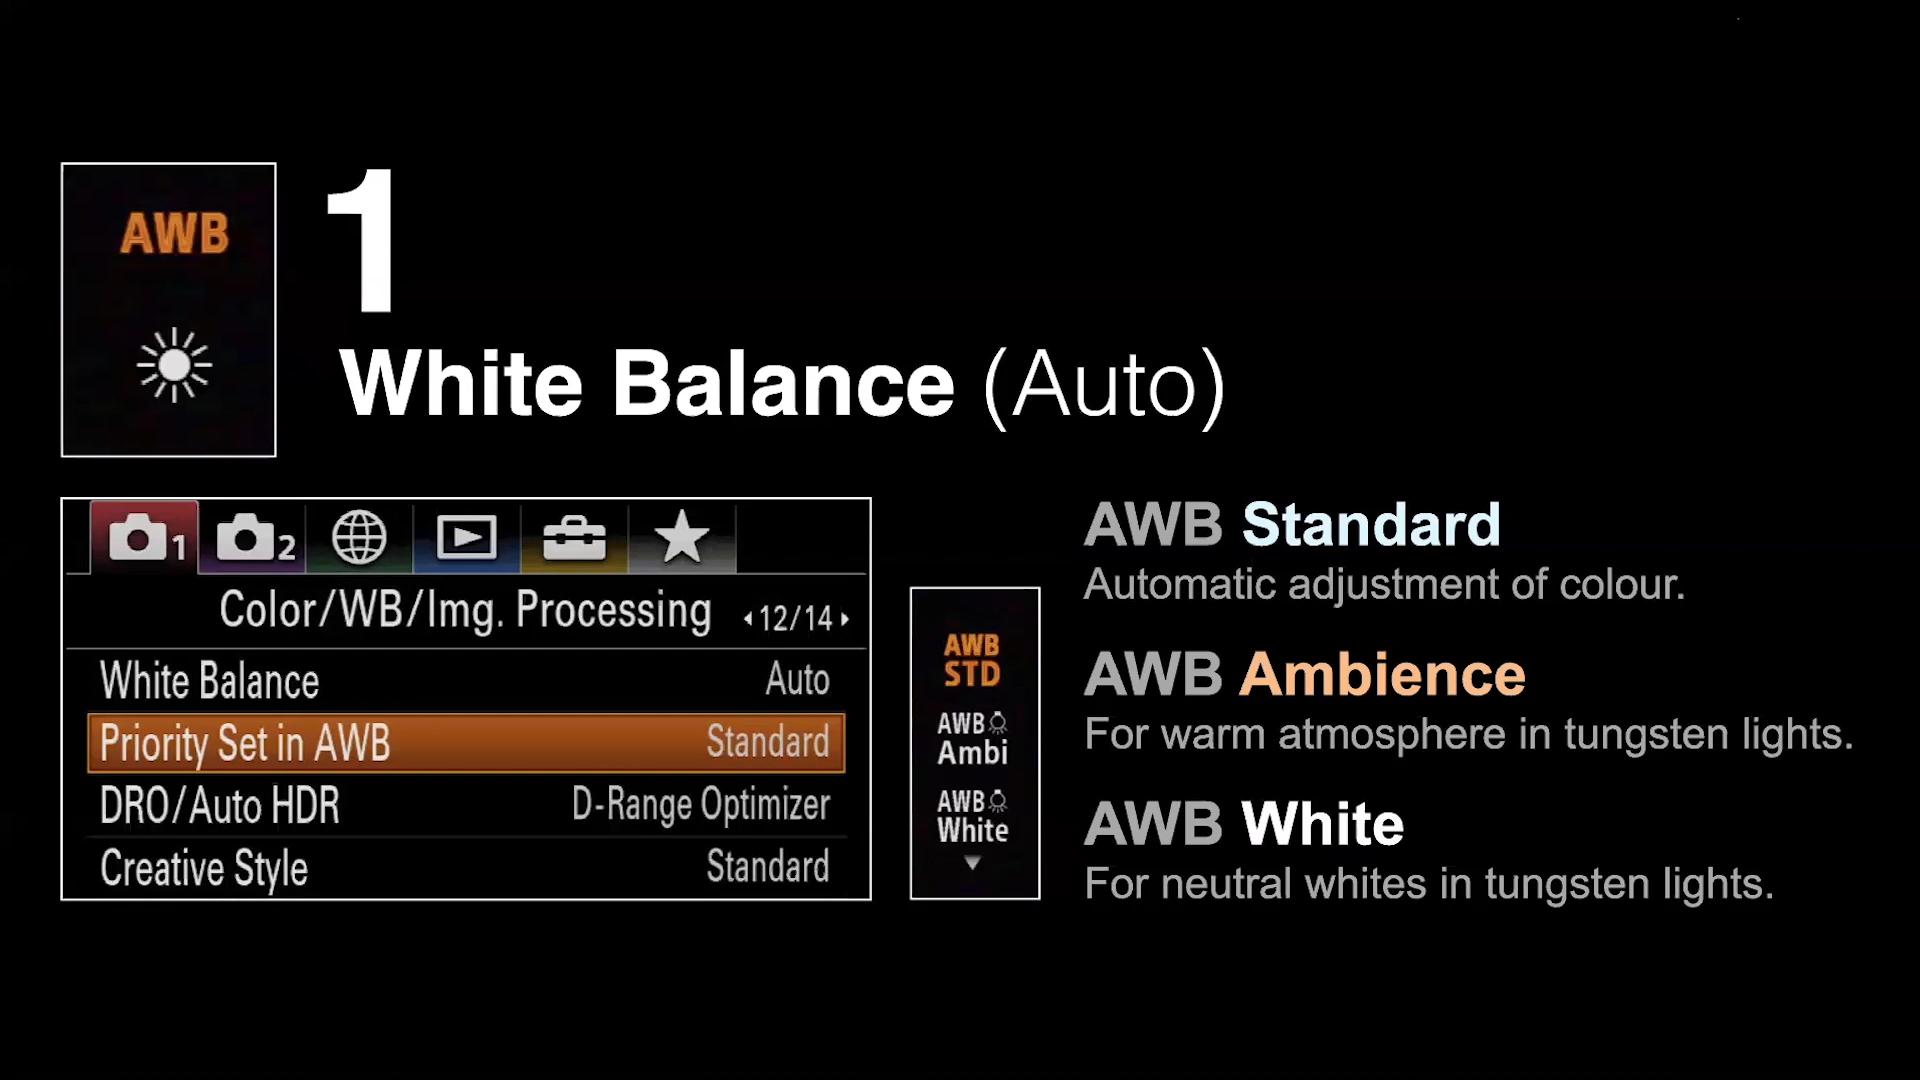 AWB
1
White Balance (Auto)
1
2
Color/WB/Img. Processing 12/14
White Balance Auto
Priority Set in AWB Standard
DRO/Auto HDR D-Range Optimizer
Creative Style Standard
AWB
STD
AWB
Ambi
AWB
White
AWB Standard
Automatic adjustment of colour.
AWB Ambience
For warm atmosphere in tungsten lights.
AWB White
For neutral whites in tungsten lights.